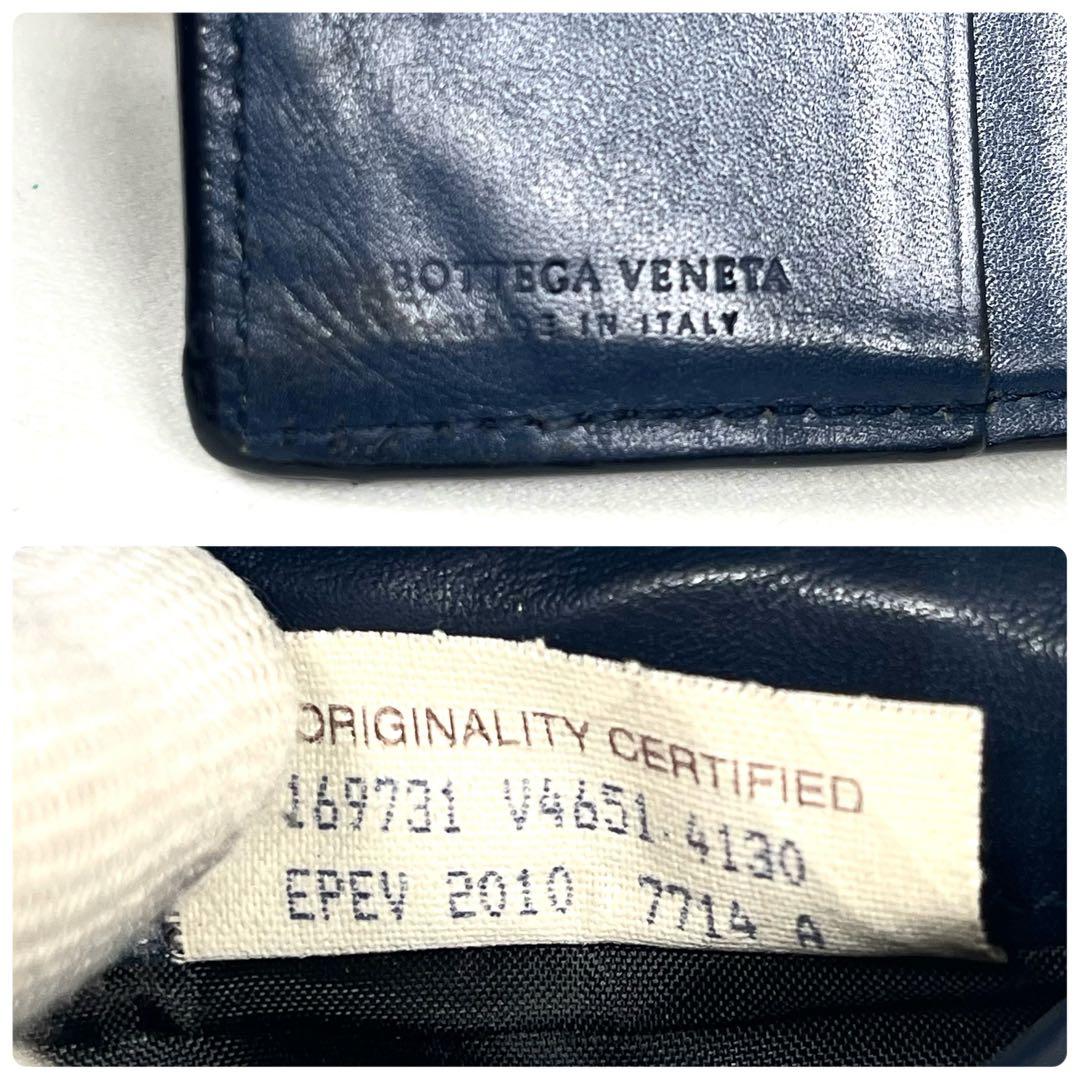 BOTTEGA VENETA
MADE IN ITALY
ORIGINALITY CERTIFIED
169731 V4651 4130
EPEV 2010 7714 A